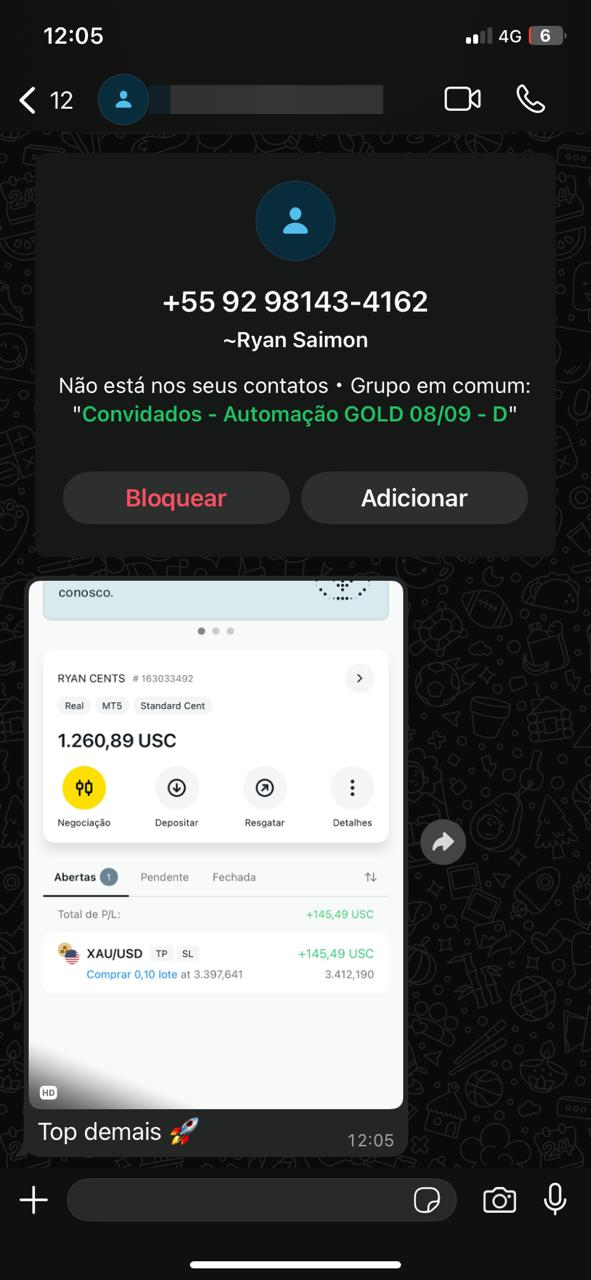 12:05
4G 6
12
+55 92 98143-4162
~Ryan Saimon
Não está nos seus contatos • Grupo em comum:
"Convidados - Automação GOLD 08/09 - D"
Bloquear
Adicionar
conosco.
RYAN CENTS # 163033492
Real MT5 Standard Cent
1.260,89 USC
Negociação Depositar Resgatar Detalhes
Abertas 1 Pendente Fechada
Total de P/L: +145,49 USC
XAU/USD TP SL +145,49 USC
Comprar 0,10 lote at 3.397,641 3.412,190
HD
Top demais 🚀
12:05